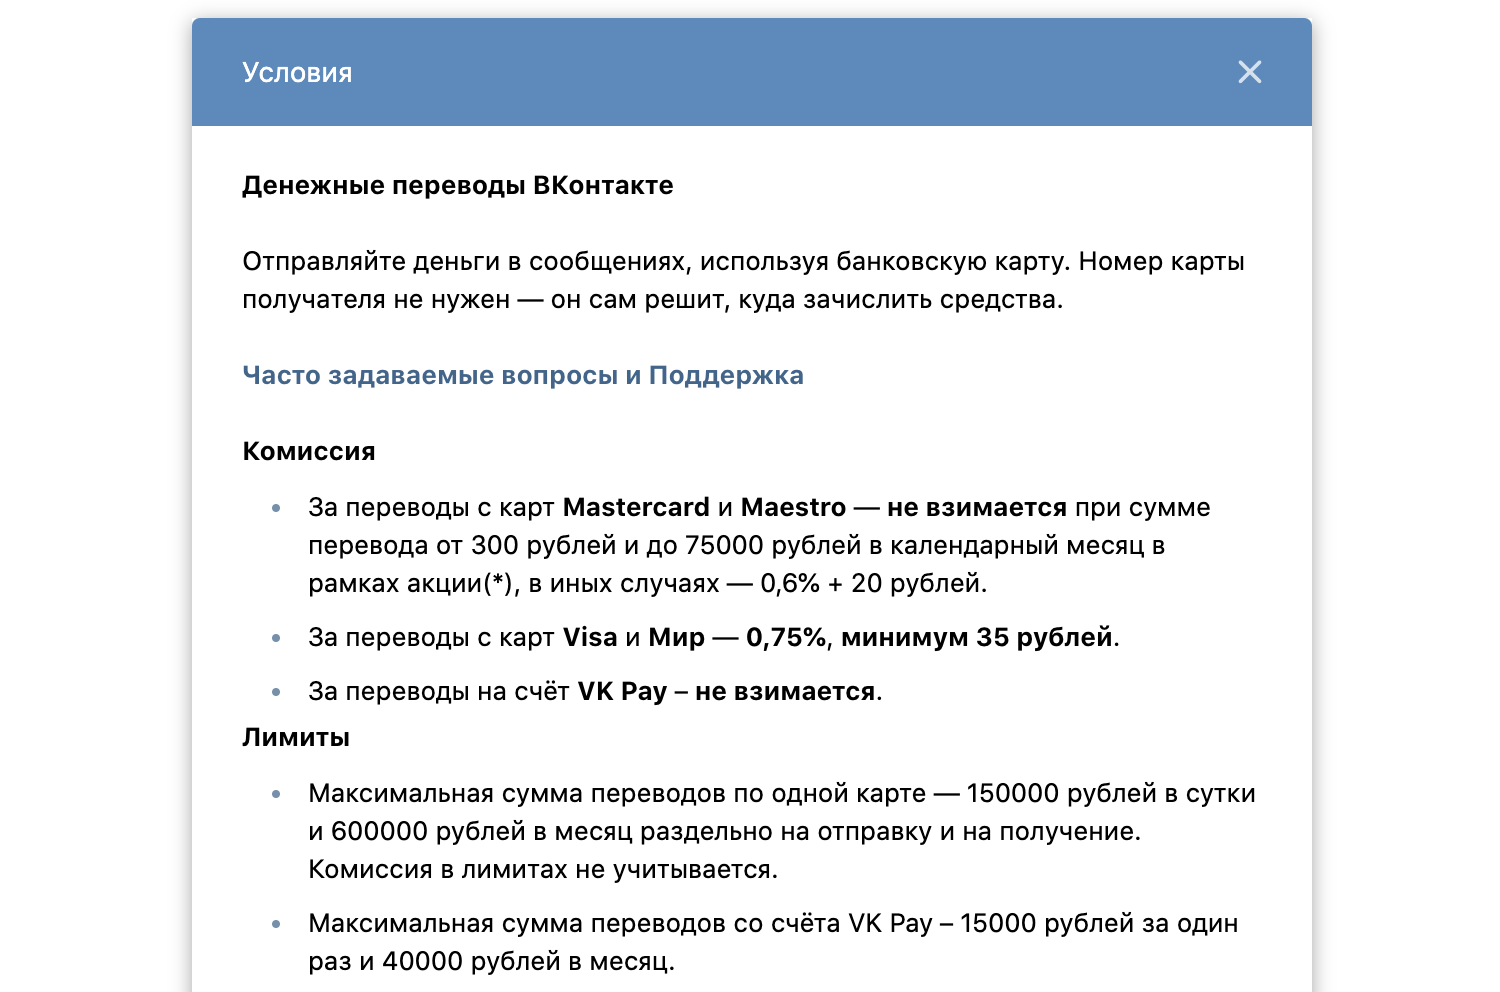 Условия
Денежные переводы ВКонтакте
Отправляйте деньги в сообщениях, используя банковскую карту. Номер карты
получателя не нужен — он сам решит, куда зачислить средства.
Часто задаваемые вопросы и Поддержка
Комиссия
За переводы с карт Mastercard и Maestro — не взимается при сумме
перевода от 300 рублей и до 75000 рублей в календарный месяц в
рамках акции(*), в иных случаях — 0,6% + 20 рублей.
За переводы с карт Visa и Мир — 0,75%, минимум 35 рублей.
За переводы на счёт VK Pay – не взимается.
Лимиты
Максимальная сумма переводов по одной карте — 150000 рублей в сутки
и 600000 рублей в месяц раздельно на отправку и на получение.
Комиссия в лимитах не учитывается.
Максимальная сумма переводов со счёта VK Pay – 15000 рублей за один
раз и 40000 рублей в месяц.